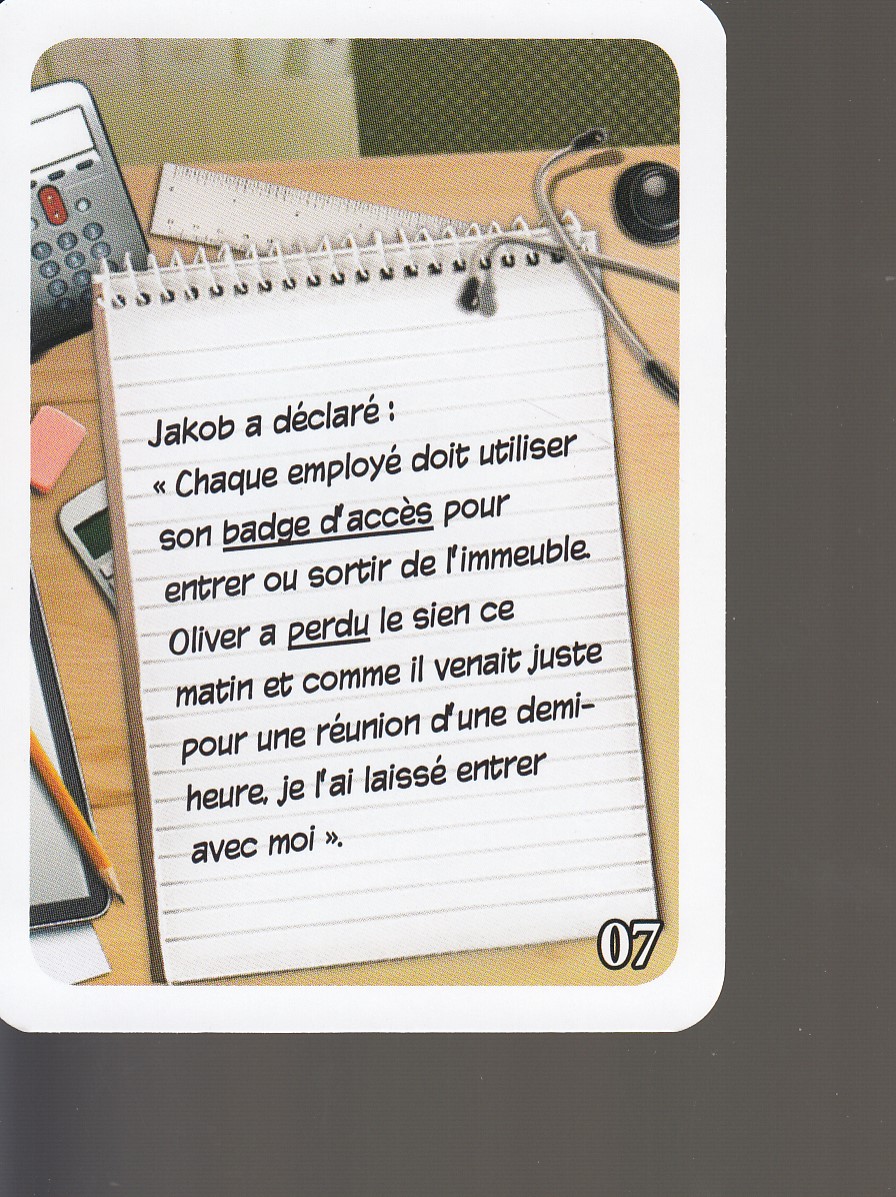 Jakob a déclaré :
« Chaque employé doit utiliser
son badge d'accès pour
entrer ou sortir de l'immeuble.
Oliver a perdu le sien ce
matin et comme il venait juste
pour une réunion d'une demi-
heure, je l'ai laissé entrer
avec moi ».
07